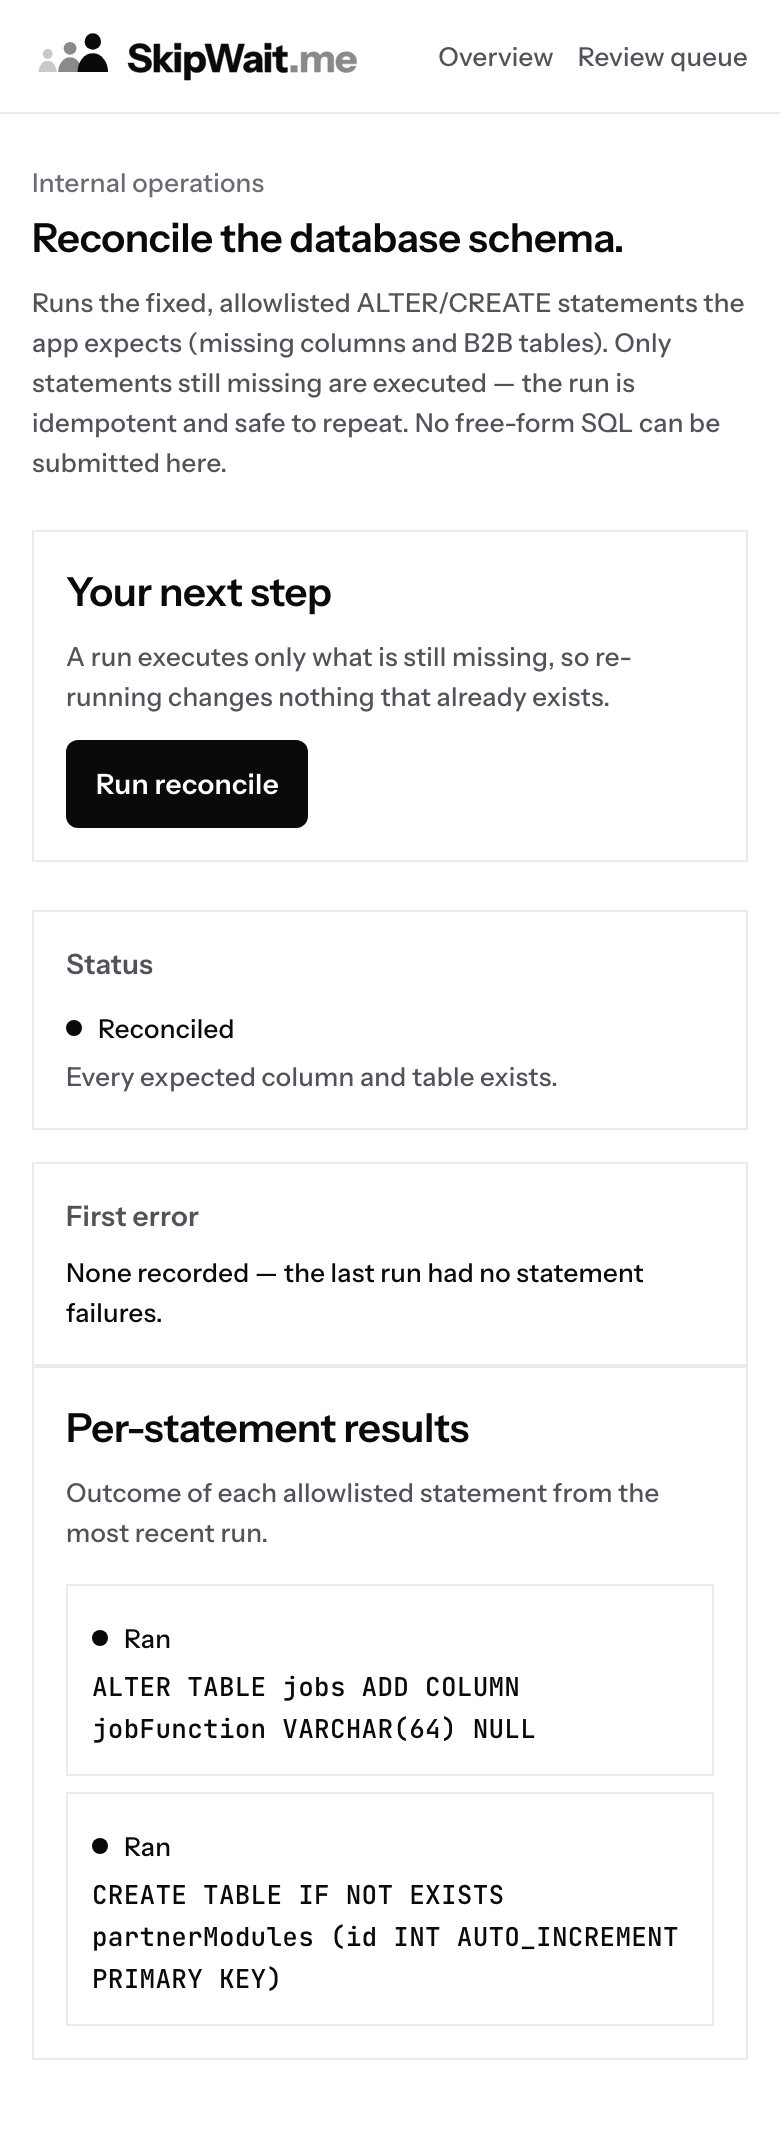 SkipWait.me
Overview
Review queue
Internal operations
Reconcile the database schema.
Runs the fixed, allowlisted ALTER/CREATE statements the
app expects (missing columns and B2B tables). Only
statements still missing are executed — the run is
idempotent and safe to repeat. No free-form SQL can be
submitted here.
Your next step
A run executes only what is still missing, so re-
running changes nothing that already exists.
Run reconcile
Status
Reconciled
Every expected column and table exists.
First error
None recorded — the last run had no statement
failures.
Per-statement results
Outcome of each allowlisted statement from the
most recent run.
Ran
ALTER TABLE jobs ADD COLUMN
jobFunction VARCHAR(64) NULL
Ran
CREATE TABLE IF NOT EXISTS
partnerModules (id INT AUTO_INCREMENT
PRIMARY KEY)